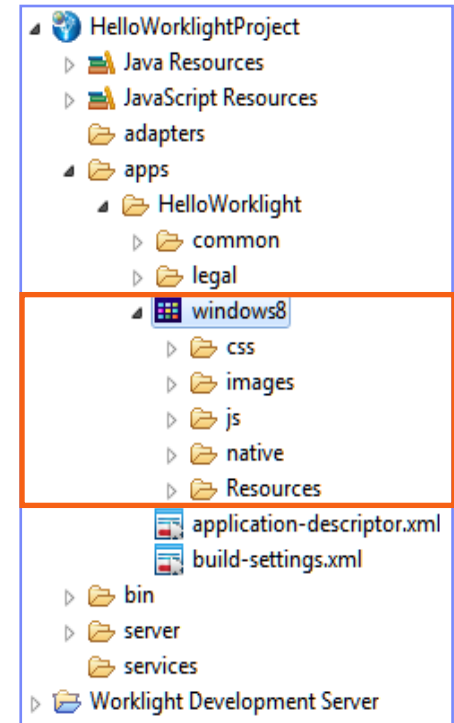 HelloWorklightProject
Java Resources
JavaScript Resources
adapters
apps
HelloWorklight
common
legal
windows8
css
images
js
native
Resources
application-descriptor.xml
build-settings.xml
bin
server
services
Worklight Development Server